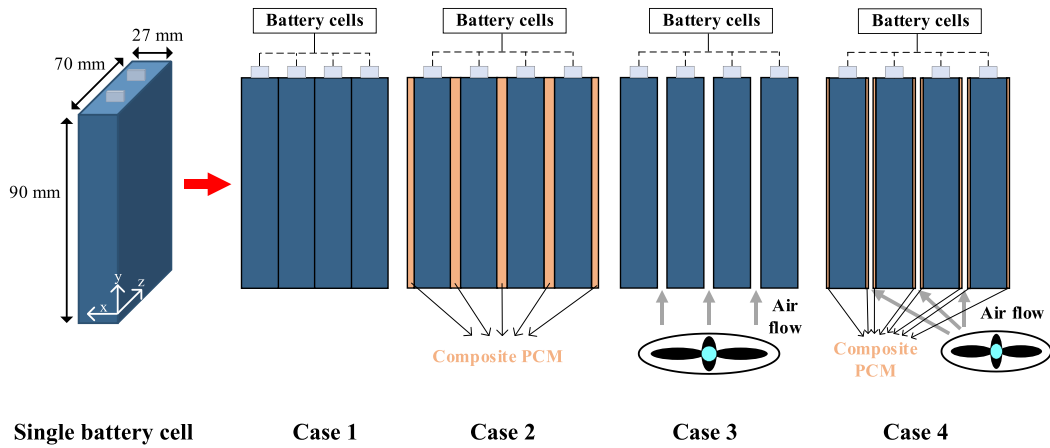 27 mm
70 mm
90 mm
y
z
x
Single battery cell
Battery cells
Case 1
Battery cells
Composite PCM
Case 2
Battery cells
Air
flow
Case 3
Battery cells
Air flow
Composite
PCM
Case 4